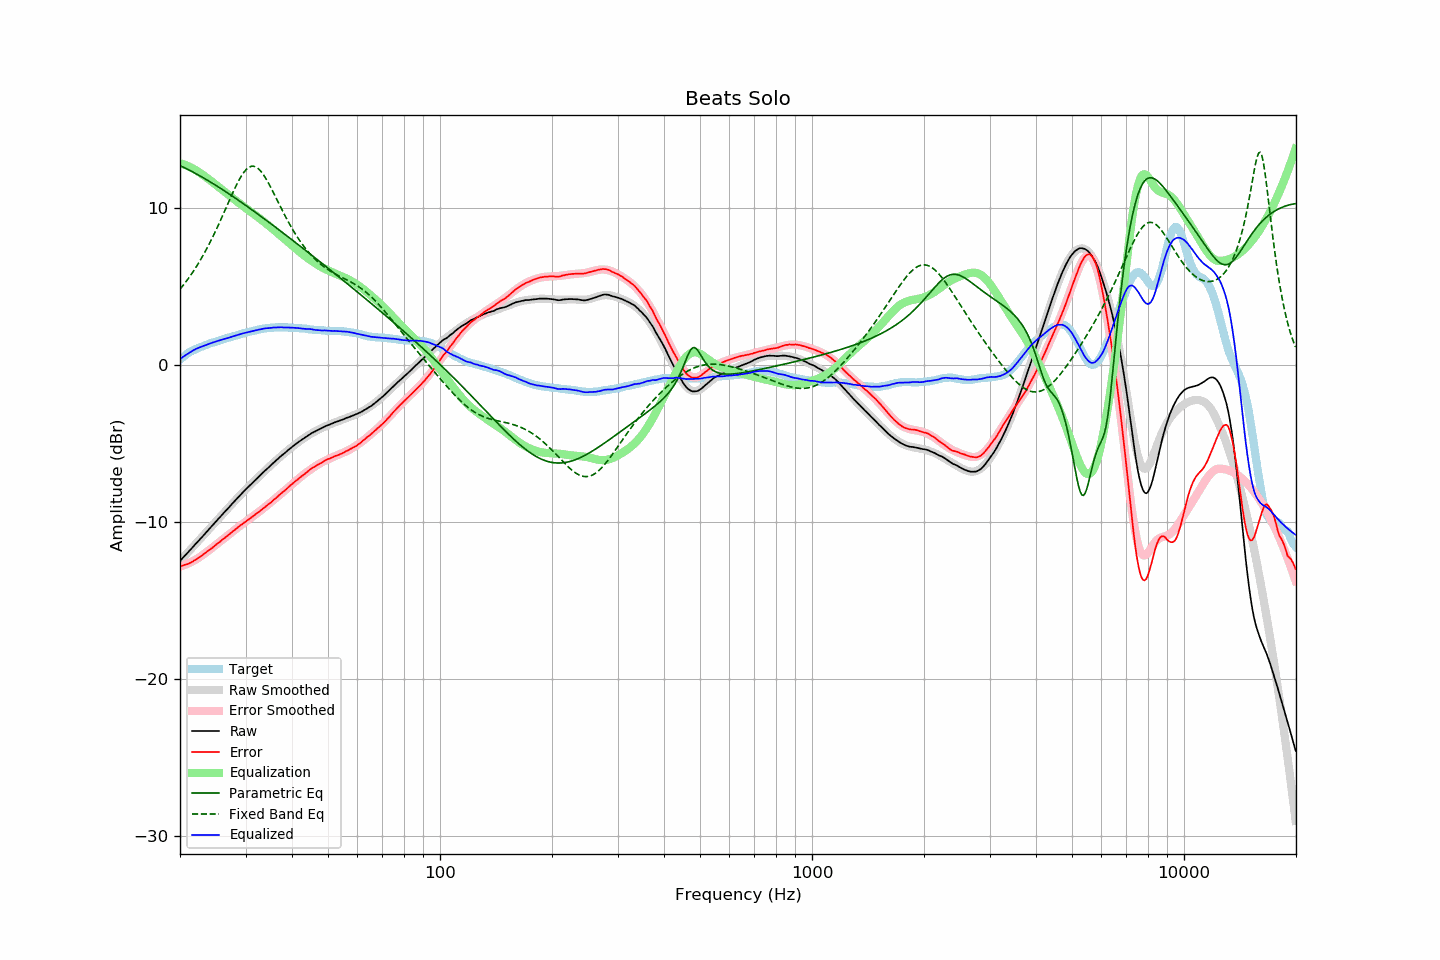 Beats Solo
Amplitude (dBr)
10
0
−10
−20
−30
Target
Raw Smoothed
Error Smoothed
Raw
Error
Equalization
Parametric Eq
Fixed Band Eq
Equalized
100 1000 10000
Frequency (Hz)